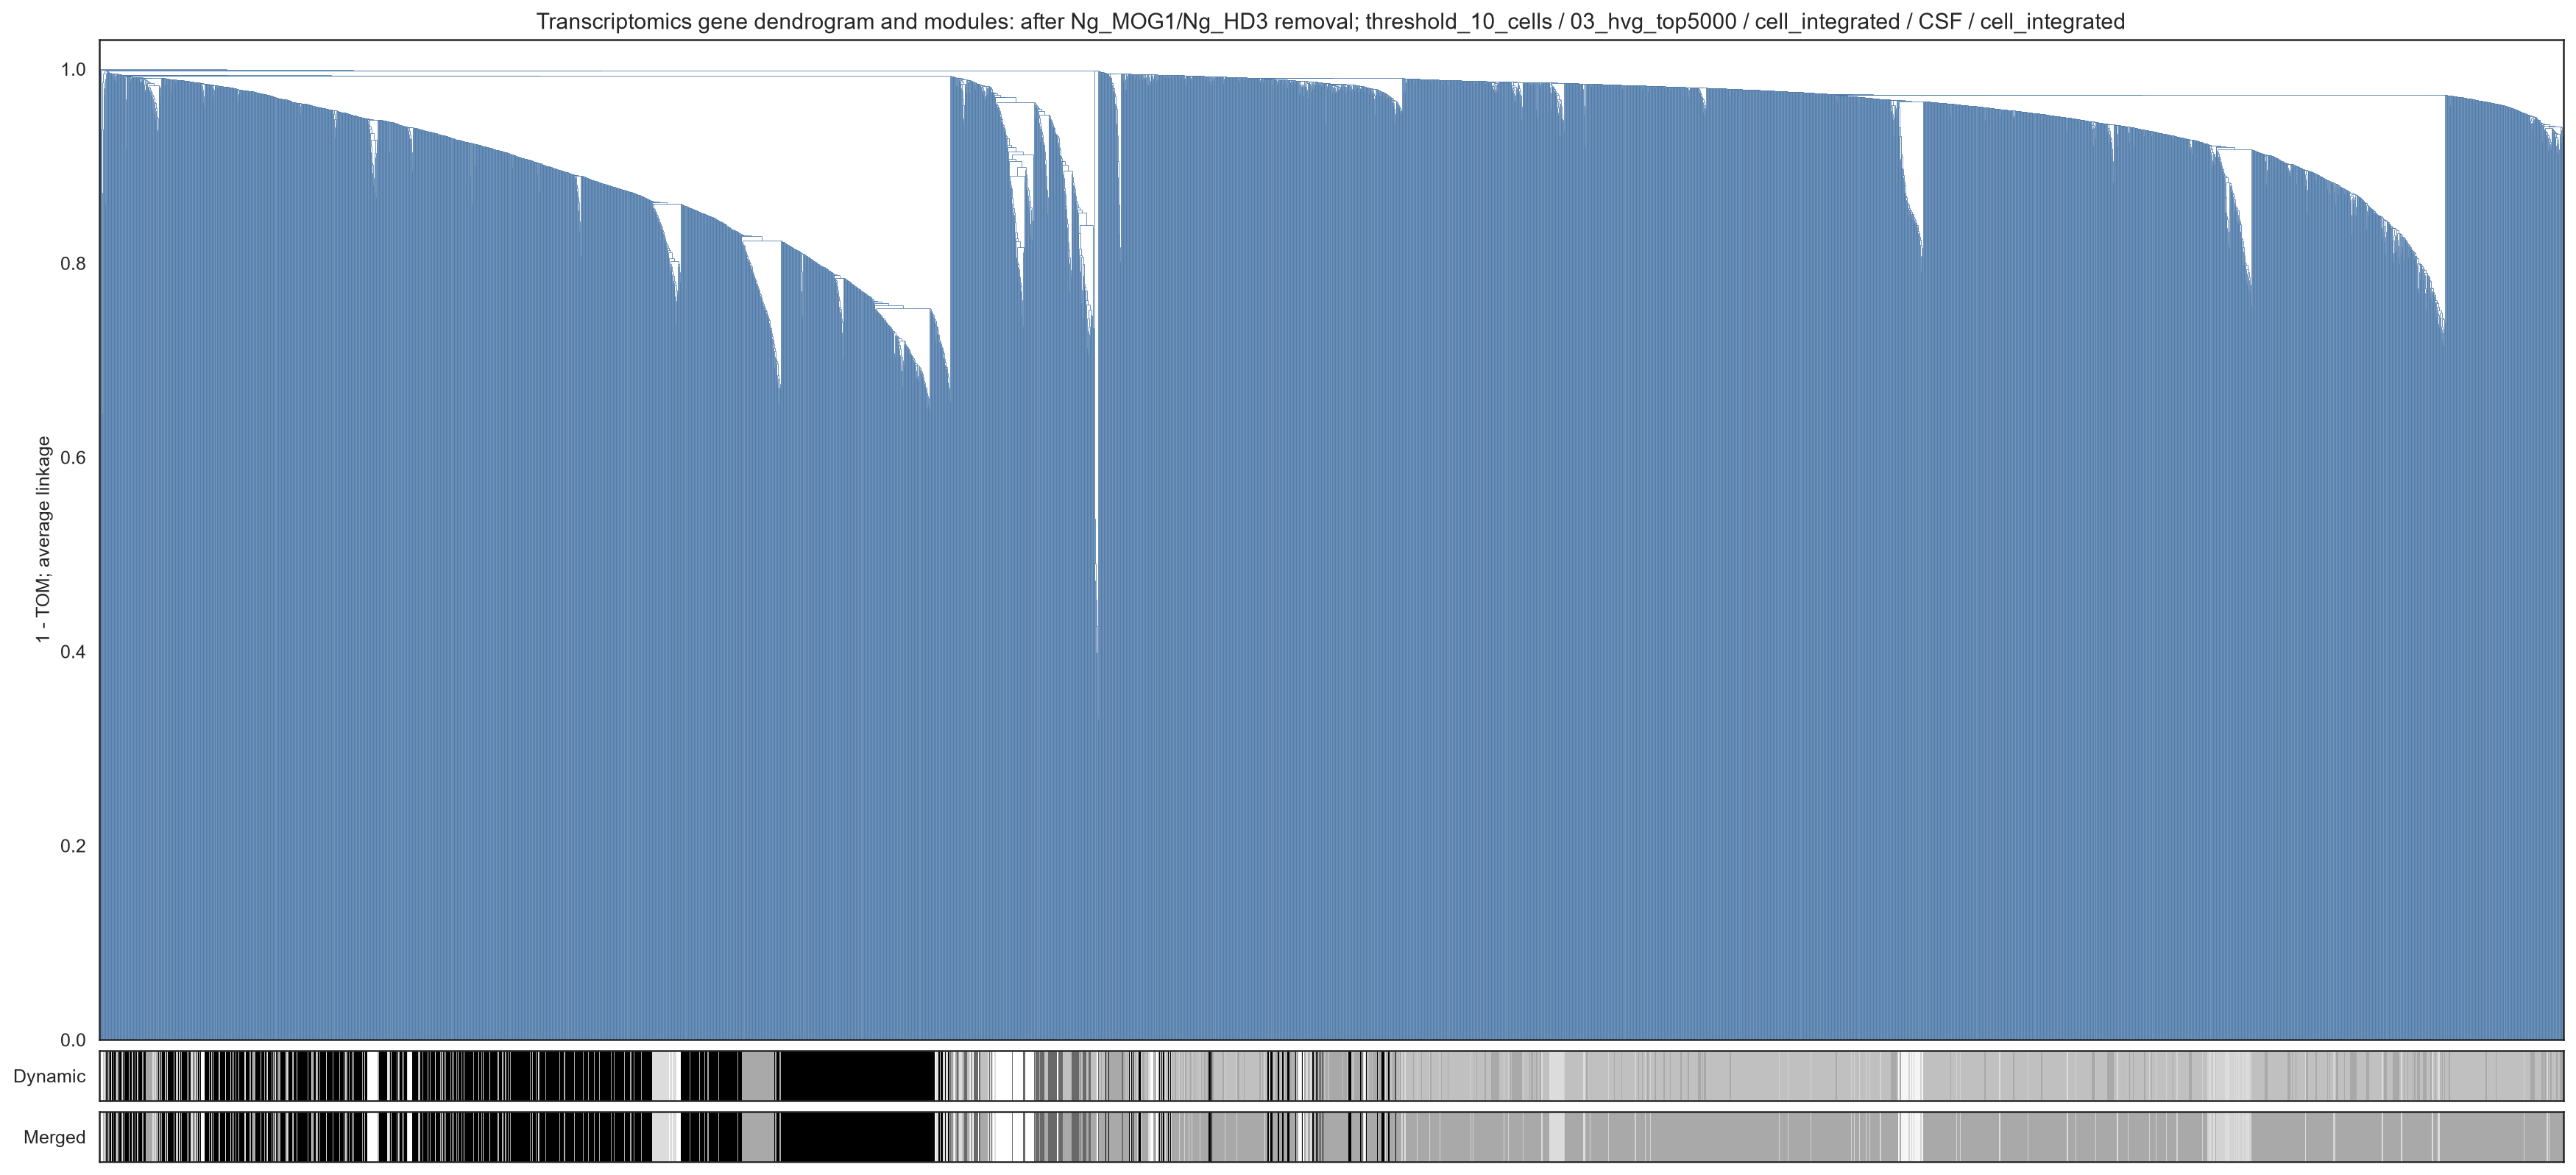 Transcriptomics gene dendrogram and modules: after Ng_MOG1/Ng_HD3 removal; threshold_10_cells / 03_hvg_top5000 / cell_integrated / CSF / cell_integrated
1.0
0.8
0.6
0.4
0.2
0.0
1 - TOM; average linkage
Dynamic
Merged